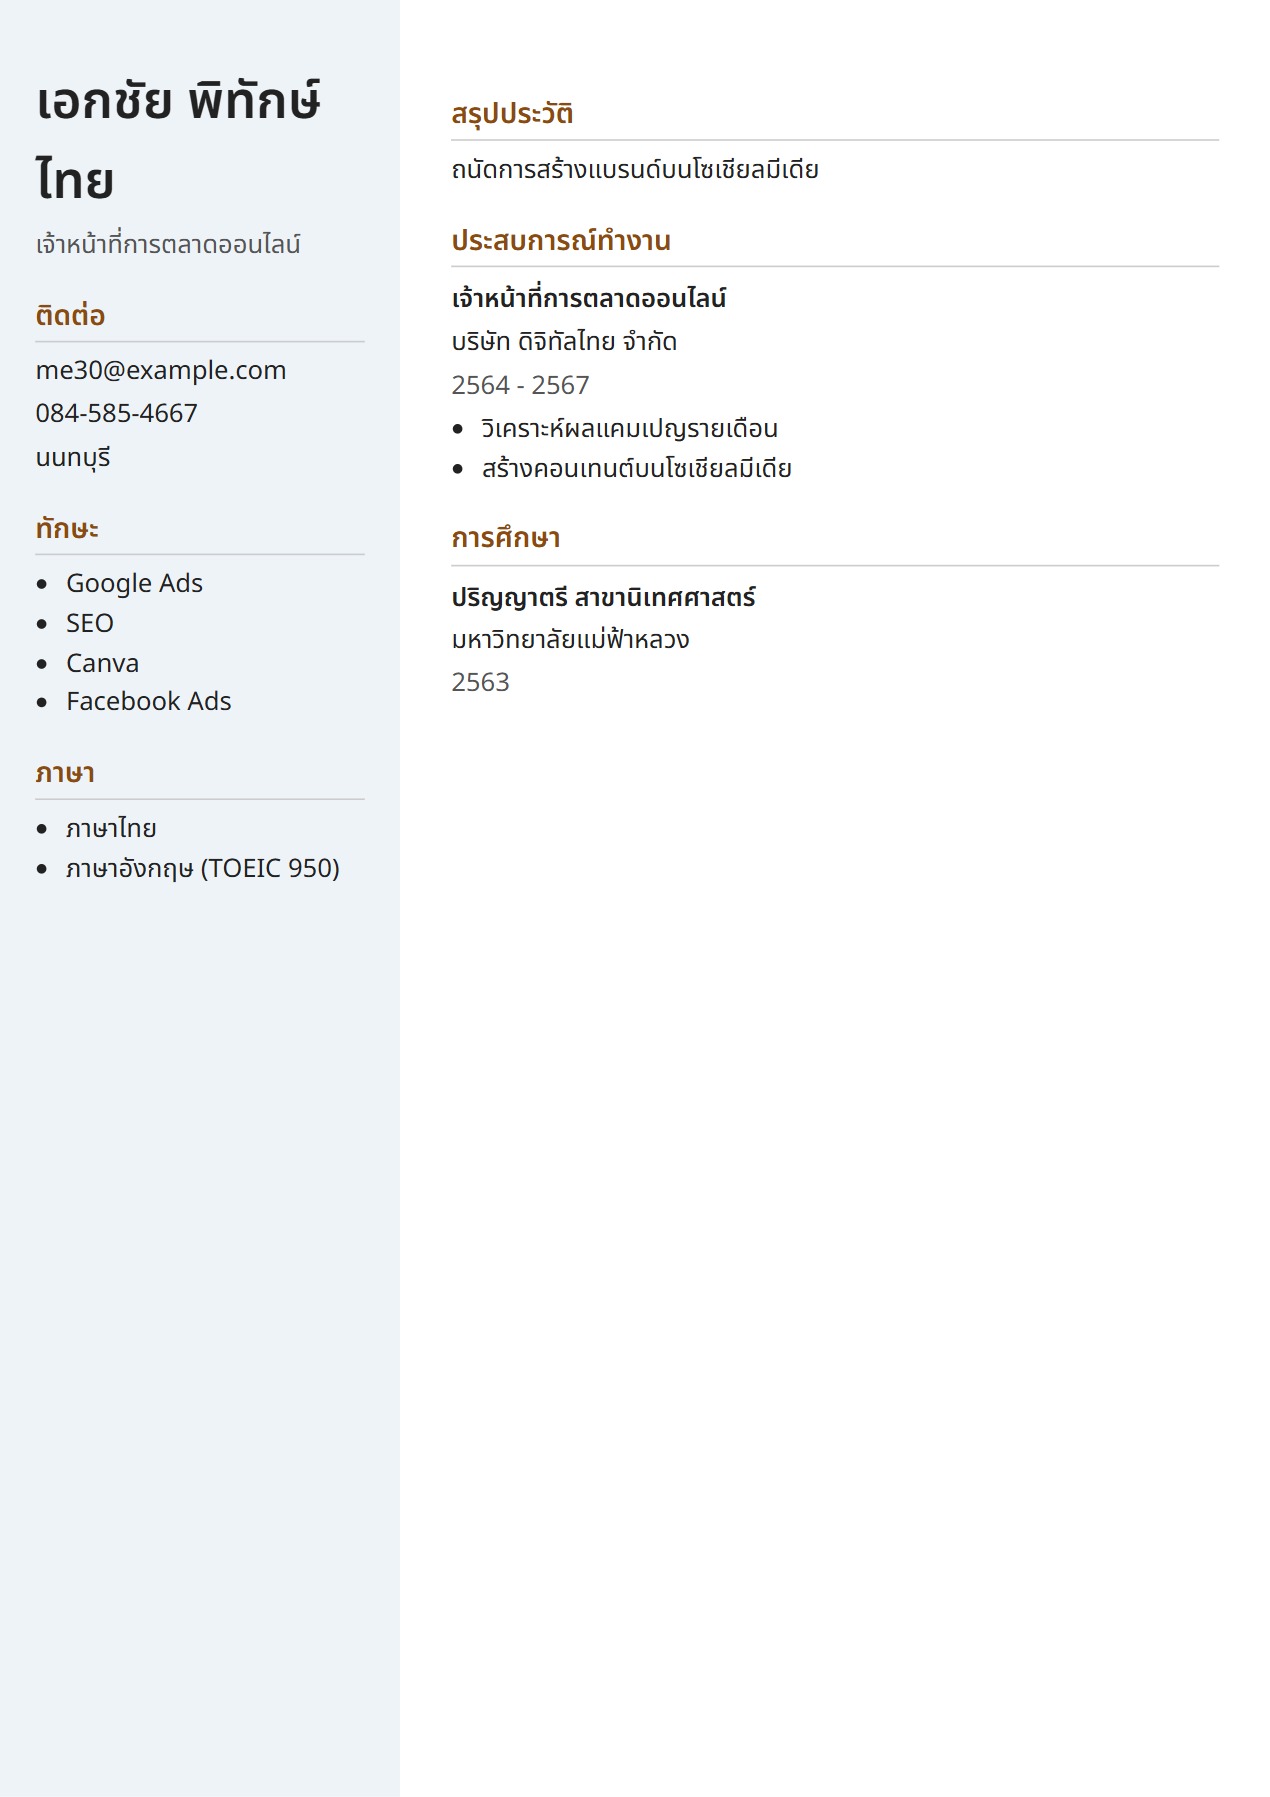 เอกชัย พิทักษ์
ไทย
เจ้าหน้าที่การตลาดออนไลน์
ติดต่อ
me30@example.com
084-585-4667
นนทบุรี
ทักษะ
• Google Ads
• SEO
• Canva
• Facebook Ads
ภาษา
• ภาษาไทย
• ภาษาอังกฤษ (TOEIC 950)
สรุปประวัติ
ถนัดการสร้างแบรนด์บนโซเชียลมีเดีย
ประสบการณ์ทำงาน
เจ้าหน้าที่การตลาดออนไลน์
บริษัท ดิจิทัลไทย จำกัด
2564 - 2567
• วิเคราะห์ผลแคมเปญรายเดือน
• สร้างคอนเทนต์บนโซเชียลมีเดีย
การศึกษา
ปริญญาตรี สาขานิเทศศาสตร์
มหาวิทยาลัยแม่ฟ้าหลวง
2563